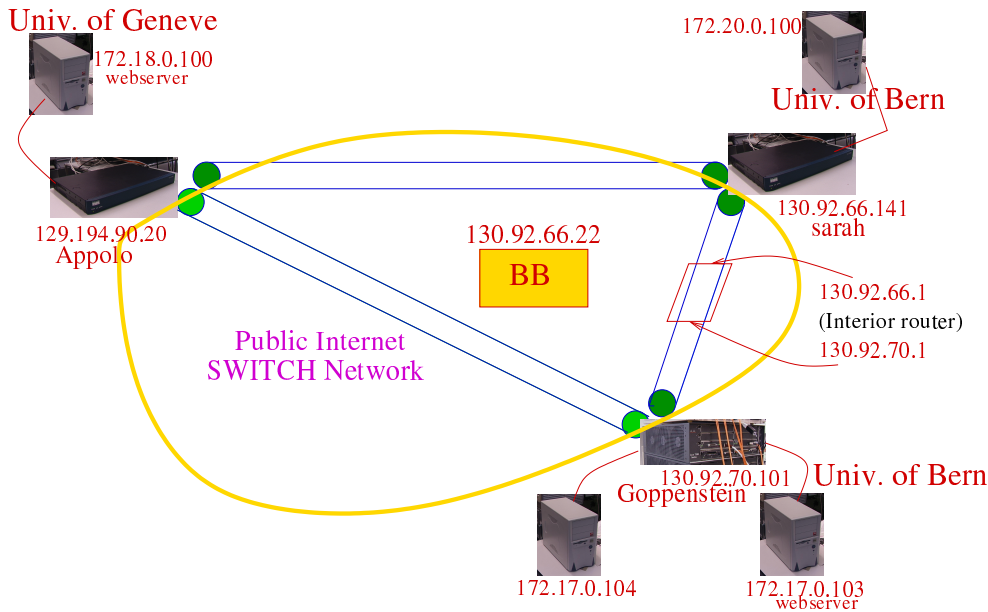 Univ. of Geneve
172.18.0.100
webserver
172.20.0.100
Univ. of Bern
129.194.90.20
Appolo
130.92.66.141
sarah
130.92.66.22
BB
130.92.66.1
(Interior router)
130.92.70.1
Public Internet
SWITCH Network
130.92.70.101
Goppenstein
Univ. of Bern
172.17.0.104
172.17.0.103
webserver